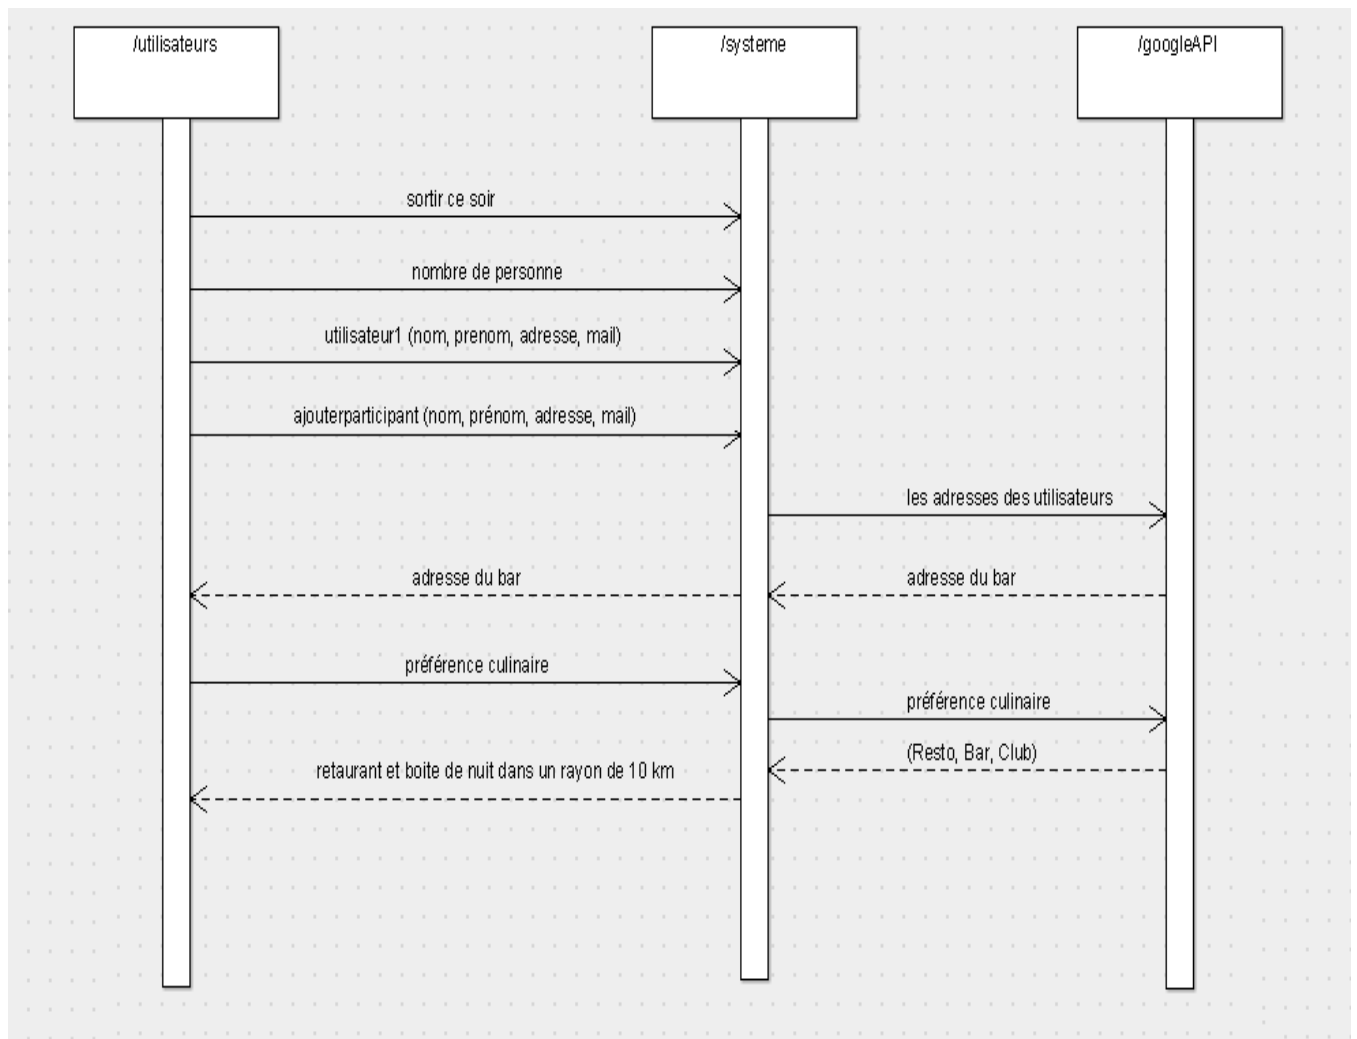 /utilisateurs
/systeme
/googleAPI
sortir ce soir
nombre de personne
utilisateur1 (nom, prenom, adresse, mail)
ajouterparticipant (nom, prénom, adresse, mail)
les adresses des utilisateurs
adresse du bar
adresse du bar
préférence culinaire
préférence culinaire
(Resto, Bar, Club)
retaurant et boite de nuit dans un rayon de 10 km